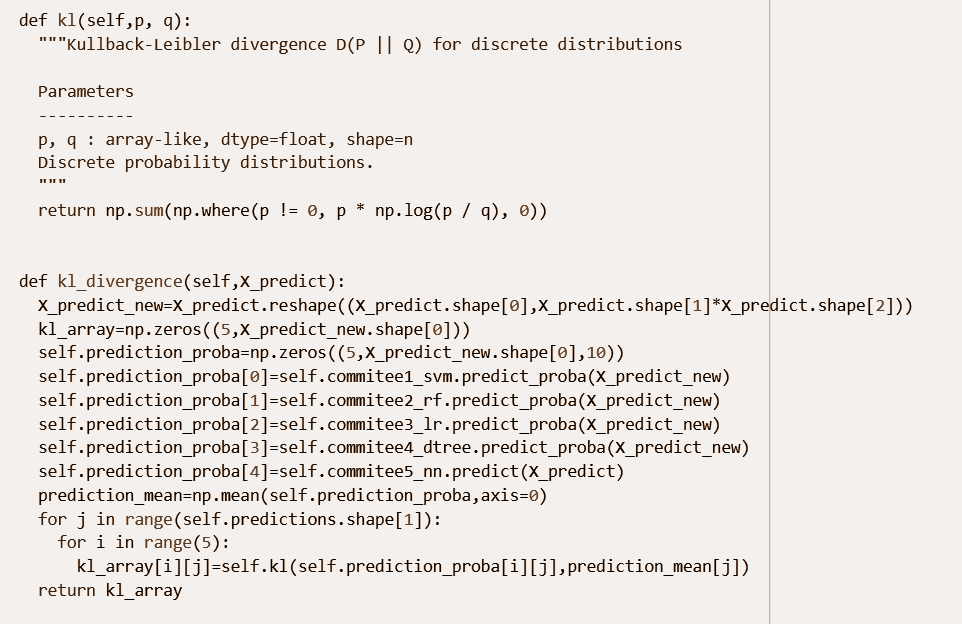 def kl(self,p, q):
  """Kullback-Leibler divergence D(P || Q) for discrete distributions
  Parameters
  ----------
  p, q : array-like, dtype=float, shape=n
  Discrete probability distributions.
  """
  return np.sum(np.where(p != 0, p * np.log(p / q), 0))
def kl_divergence(self,X_predict):
  X_predict_new=X_predict.reshape((X_predict.shape[0],X_predict.shape[1]*X_predict.shape[2]))
  kl_array=np.zeros((5,X_predict_new.shape[0]))
  self.prediction_proba=np.zeros((5,X_predict_new.shape[0],10))
  self.prediction_proba[0]=self.commitee1_svm.predict_proba(X_predict_new)
  self.prediction_proba[1]=self.commitee2_rf.predict_proba(X_predict_new)
  self.prediction_proba[2]=self.commitee3_lr.predict_proba(X_predict_new)
  self.prediction_proba[3]=self.commitee4_dtree.predict_proba(X_predict_new)
  self.prediction_proba[4]=self.commitee5_nn.predict(X_predict)
  prediction_mean=np.mean(self.prediction_proba,axis=0)
  for j in range(self.predictions.shape[1]):
    for i in range(5):
      kl_array[i][j]=self.kl(self.prediction_proba[i][j],prediction_mean[j])
  return kl_array